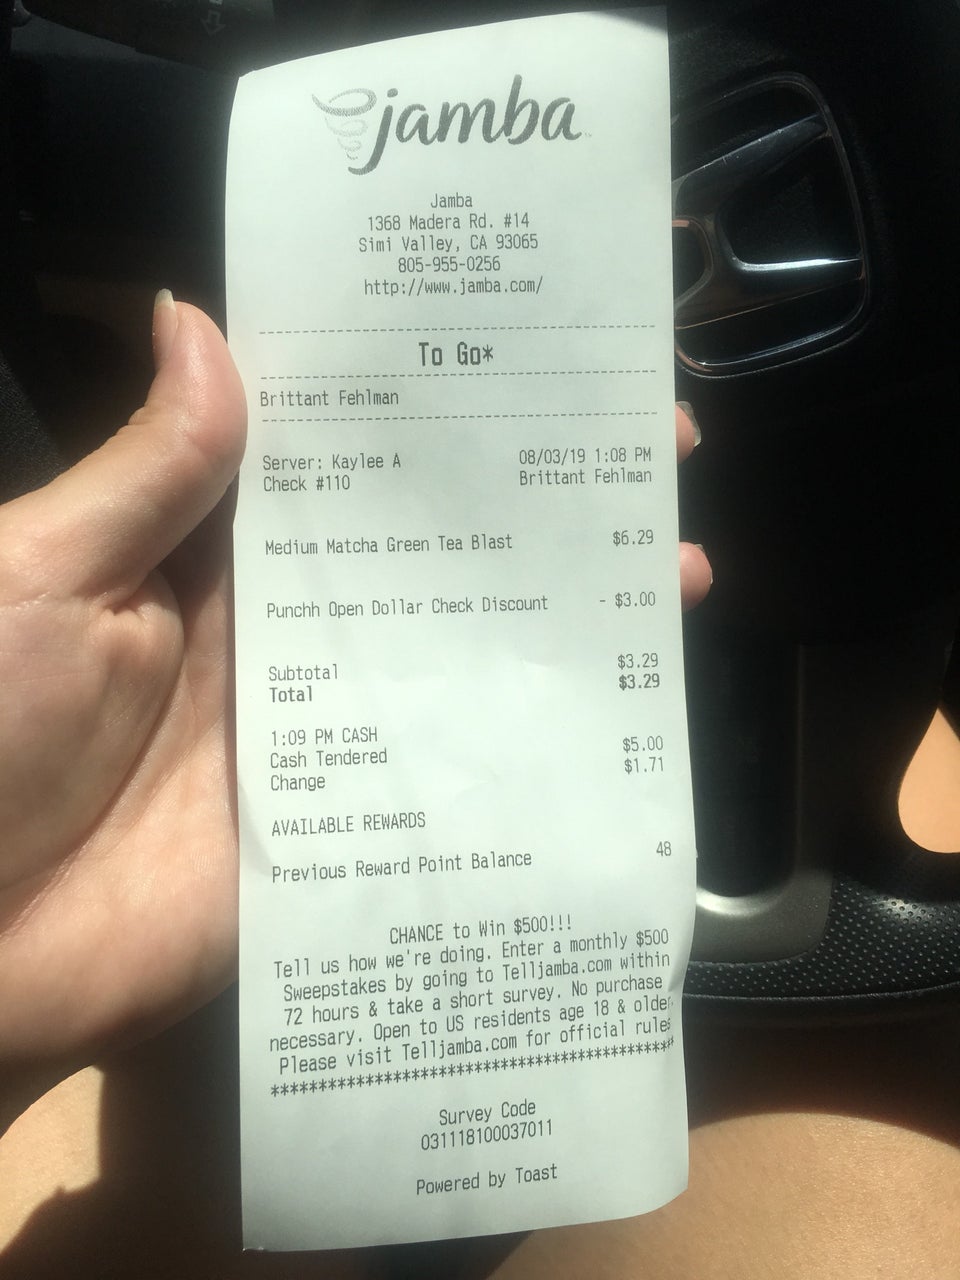 jamba
Jamba
1368 Madera Rd. #14
Simi Valley, CA 93065
805-955-0256
http://www.jamba.com/
To Go*
Brittant Fehlman
Server: Kaylee A 08/03/19 1:08 PM
Check #110 Brittant Fehlman
Medium Matcha Green Tea Blast $6.29
Punchh Open Dollar Check Discount - $3.00
Subtotal $3.29
Total $3.29
1:09 PM CASH
Cash Tendered $5.00
Change $1.71
AVAILABLE REWARDS
Previous Reward Point Balance 48
CHANCE to Win $500!!!
Tell us how we're doing. Enter a monthly $500
Sweepstakes by going to Telljamba.com within
72 hours & take a short survey. No purchase
necessary. Open to US residents age 18 & older
Please visit Telljamba.com for official rules
*******************************************
Survey Code
031118100037011
Powered by Toast